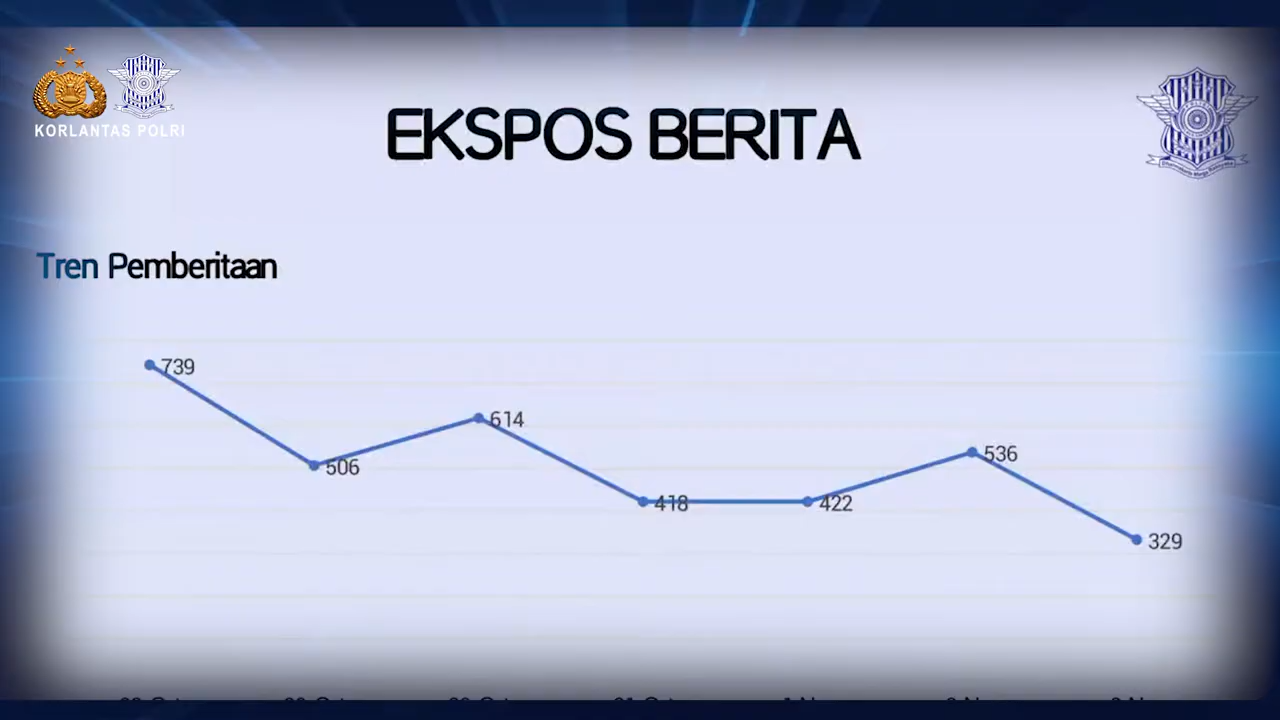 KORLANTAS POLRI
EKSPOS BERITA
Tren Pemberitaan
739
506
614
418
422
536
329